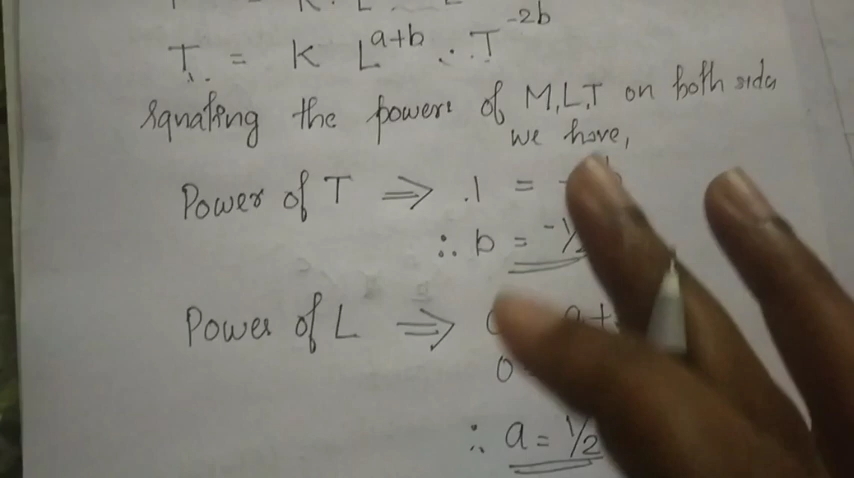 T = K L^a+b ∴ T^-2b
Equating the powers of M, L, T on both side
we have,
Power of T ⇒ 1 =
∴ b = -1/2
Power of L ⇒ a+
0
∴ a = 1/2